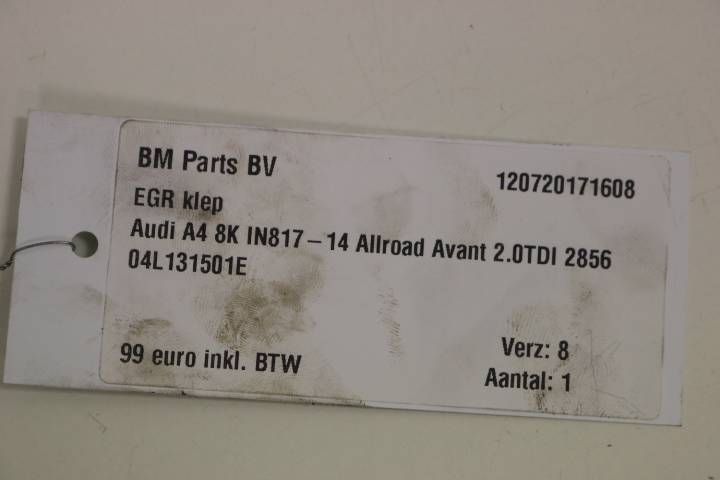 BM Parts BV
120720171608
EGR klep
Audi A4 8K IN817 – 14 Allroad Avant 2.0TDI 2856
04L131501E
99 euro inkl. BTW
Verz: 8
Aantal: 1